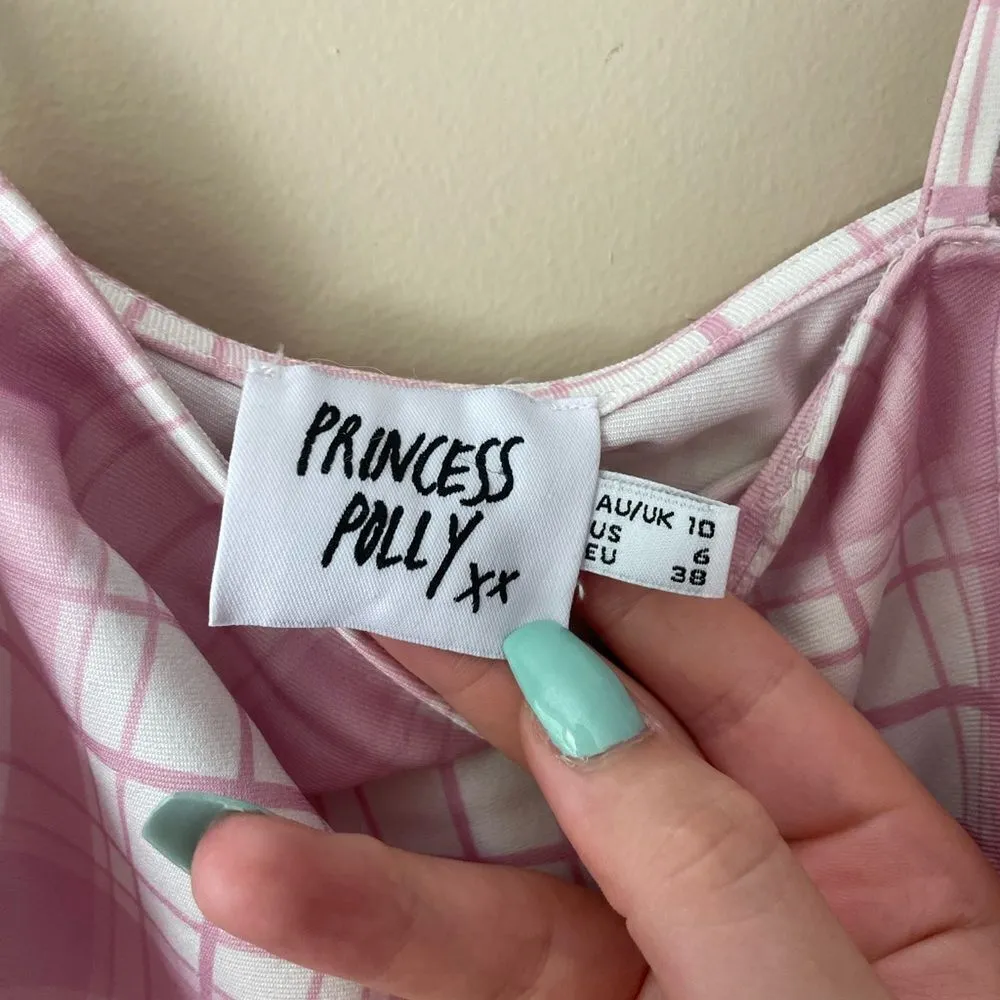 PRINCESS
POLLY
xx
AU/UK 10
US 6
EU 38